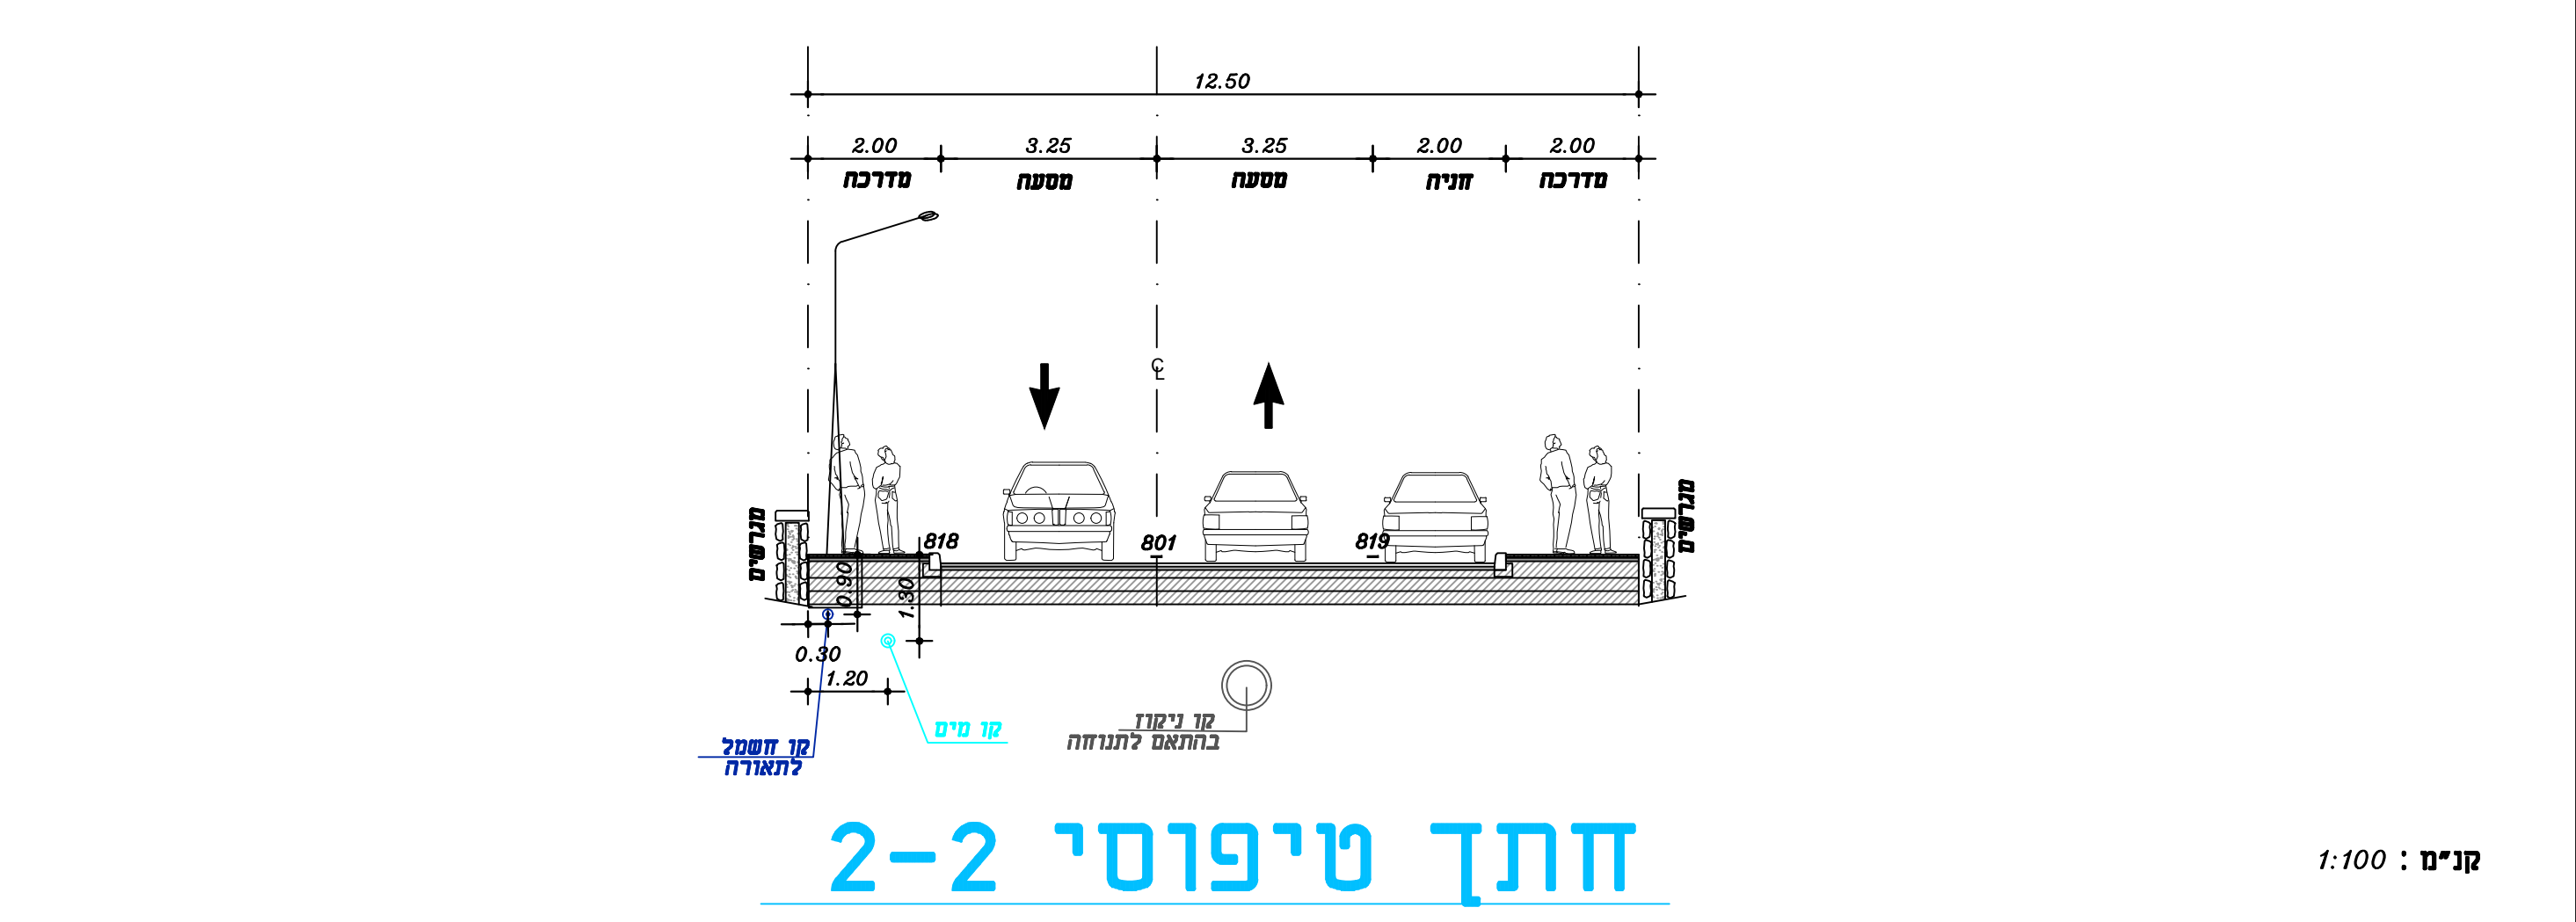 12.50
2.00 3.25 3.25 2.00 2.00
מדרכה מסעה מסעה חניה מדרכה
℄
מגרשים
מגרשים
818 801 819
0.90
1.30
0.30
1.20
קו מים
קו ניקוז
בהתאם לתנוחה
קו חשמל
לתאורה
חתך טיפוסי 2-2
קנ"מ : 1:100